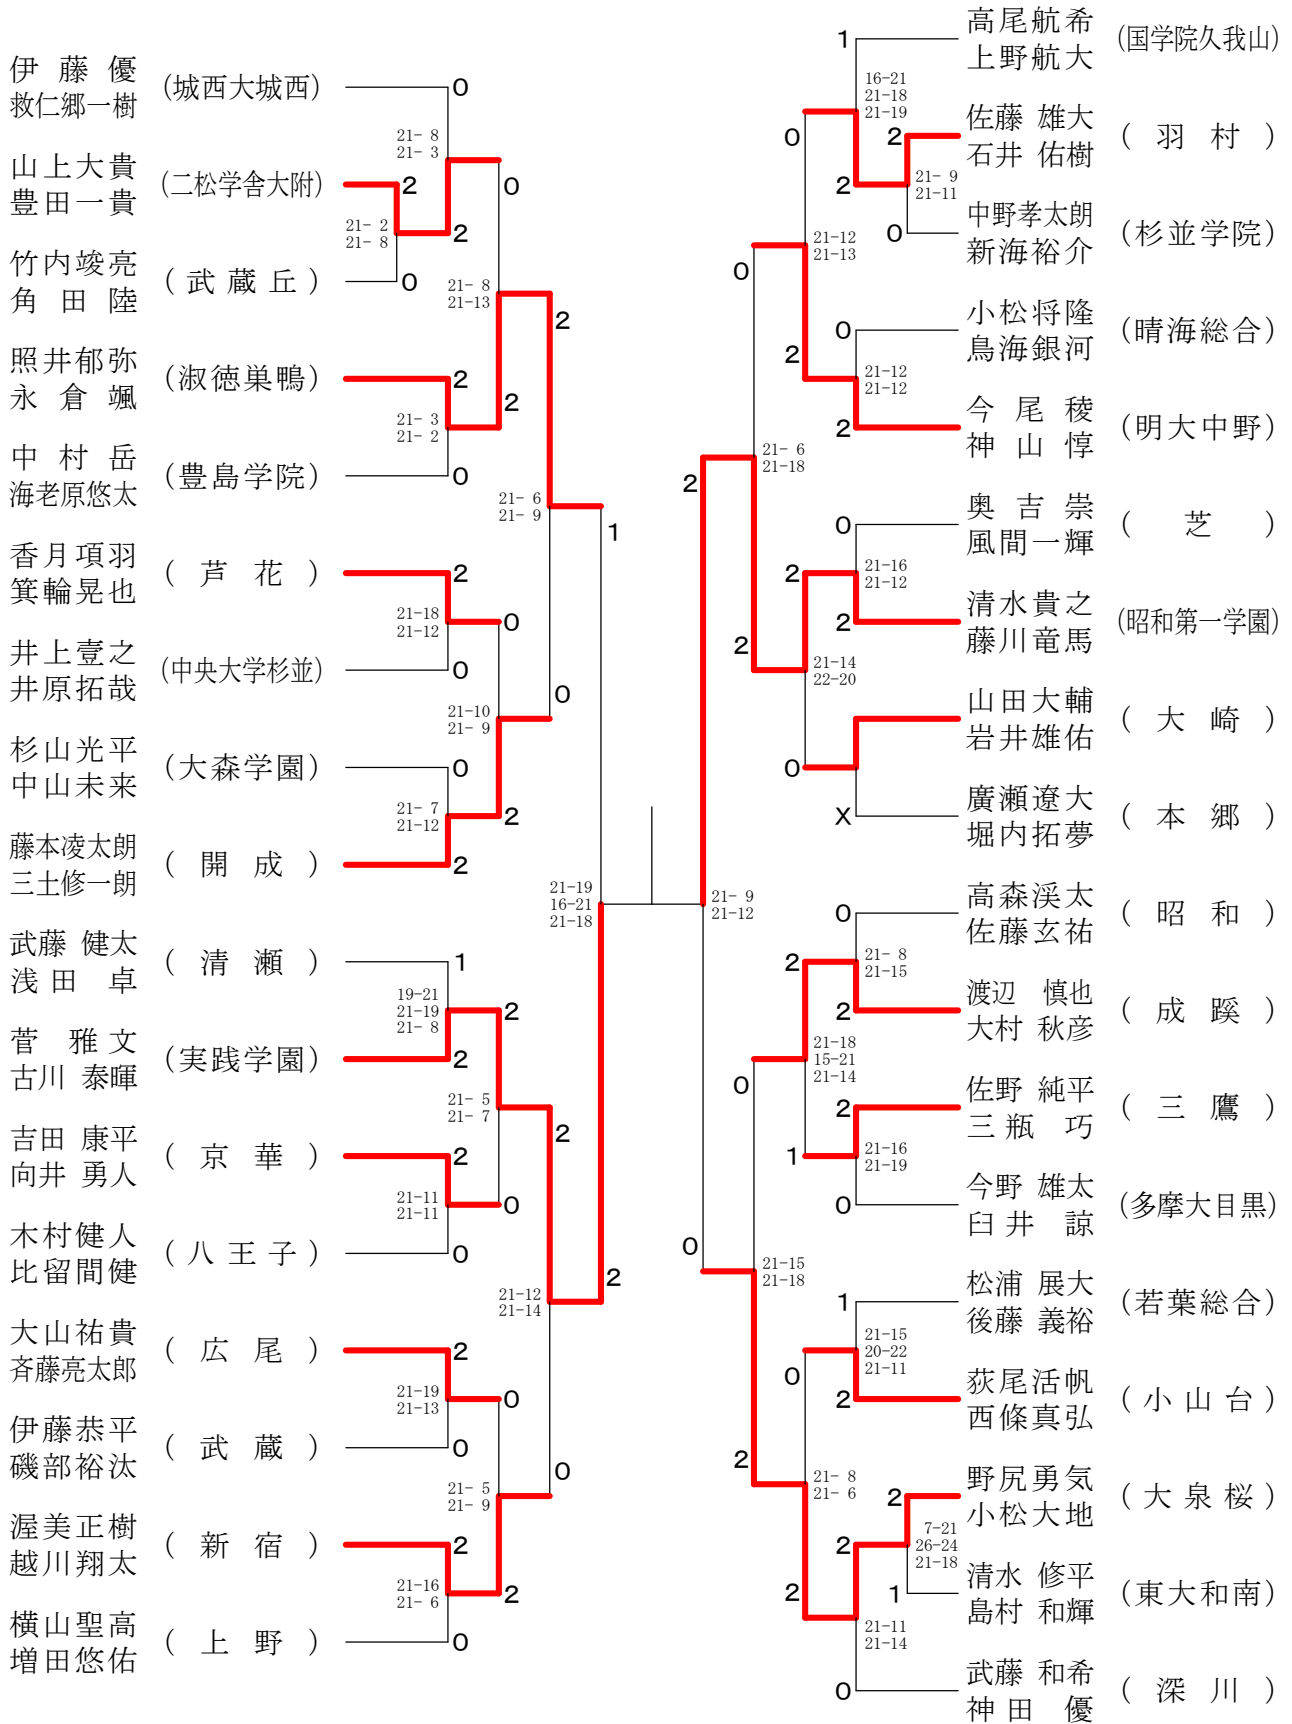 伊藤優
救仁郷一樹
(城西大城西)
0
21- 8
21- 3
山上大貴
豊田一貴
(二松学舎大附)
2
0
21- 2
21- 8
2
竹内竣亮
角田陸
(武蔵丘)
0
21- 8
21-13
2
照井郁弥
永倉颯
(淑徳巣鴨)
2
2
21- 3
21- 2
中村岳
海老原悠太
(豊島学院)
0
21- 6
21- 9
1
香月項羽
箕輪晃也
(芦花)
2
21-18
21-12
0
井上壹之
井原拓哉
(中央大学杉並)
0
0
21-10
21- 9
杉山光平
中山未来
(大森学園)
0
21- 7
21-12
2
藤本凌太朗
三土修一朗
(開成)
2
21-19
16-21
21-18
武藤 健太
浅田 卓
(清瀬)
1
19-21
21-19
21- 8
2
菅 雅文
古川 泰暉
(実践学園)
2
21- 5
21- 7
2
吉田 康平
向井 勇人
(京華)
2
21-11
21-11
0
木村健人
比留間健
(八王子)
0
21-12
21-14
2
大山祐貴
斉藤亮太郎
(広尾)
2
21-19
21-13
0
伊藤恭平
磯部裕汰
(武蔵)
0
0
21- 5
21- 9
渥美正樹
越川翔太
(新宿)
2
21-16
21- 6
2
横山聖高
増田悠佑
(上野)
0
1
高尾航希
上野航大
(国学院久我山)
16-21
21-18
21-19
0
2
佐藤 雄大
石井 佑樹
(羽村)
2
21- 9
21-11
0
中野孝太朗
新海裕介
(杉並学院)
21-12
21-13
0
0
小松将隆
鳥海銀河
(晴海総合)
2
21-12
21-12
2
今尾稜
神山惇
(明大中野)
21- 6
21-18
2
0
奥吉崇
風間一輝
(芝)
2
21-16
21-12
2
清水貴之
藤川竜馬
(昭和第一学園)
2
21-14
22-20
山田大輔
岩井雄佑
(大崎)
0
X
廣瀬遼大
堀内拓夢
(本郷)
21- 9
21-12
0
高森渓太
佐藤玄祐
(昭和)
2
21- 8
21-15
2
渡辺 慎也
大村 秋彦
(成蹊)
21-18
15-21
21-14
0
2
佐野 純平
三瓶 巧
(三鷹)
1
21-16
21-19
0
今野 雄太
臼井 諒
(多摩大目黒)
0
21-15
21-18
1
松浦 展大
後藤 義裕
(若葉総合)
21-15
20-22
21-11
0
2
荻尾活帆
西條真弘
(小山台)
2
21- 8
21- 6
2
野尻勇気
小松大地
(大泉桜)
2
7-21
26-24
21-18
2
1
清水 修平
島村 和輝
(東大和南)
21-11
21-14
0
武藤 和希
神田 優
(深川)